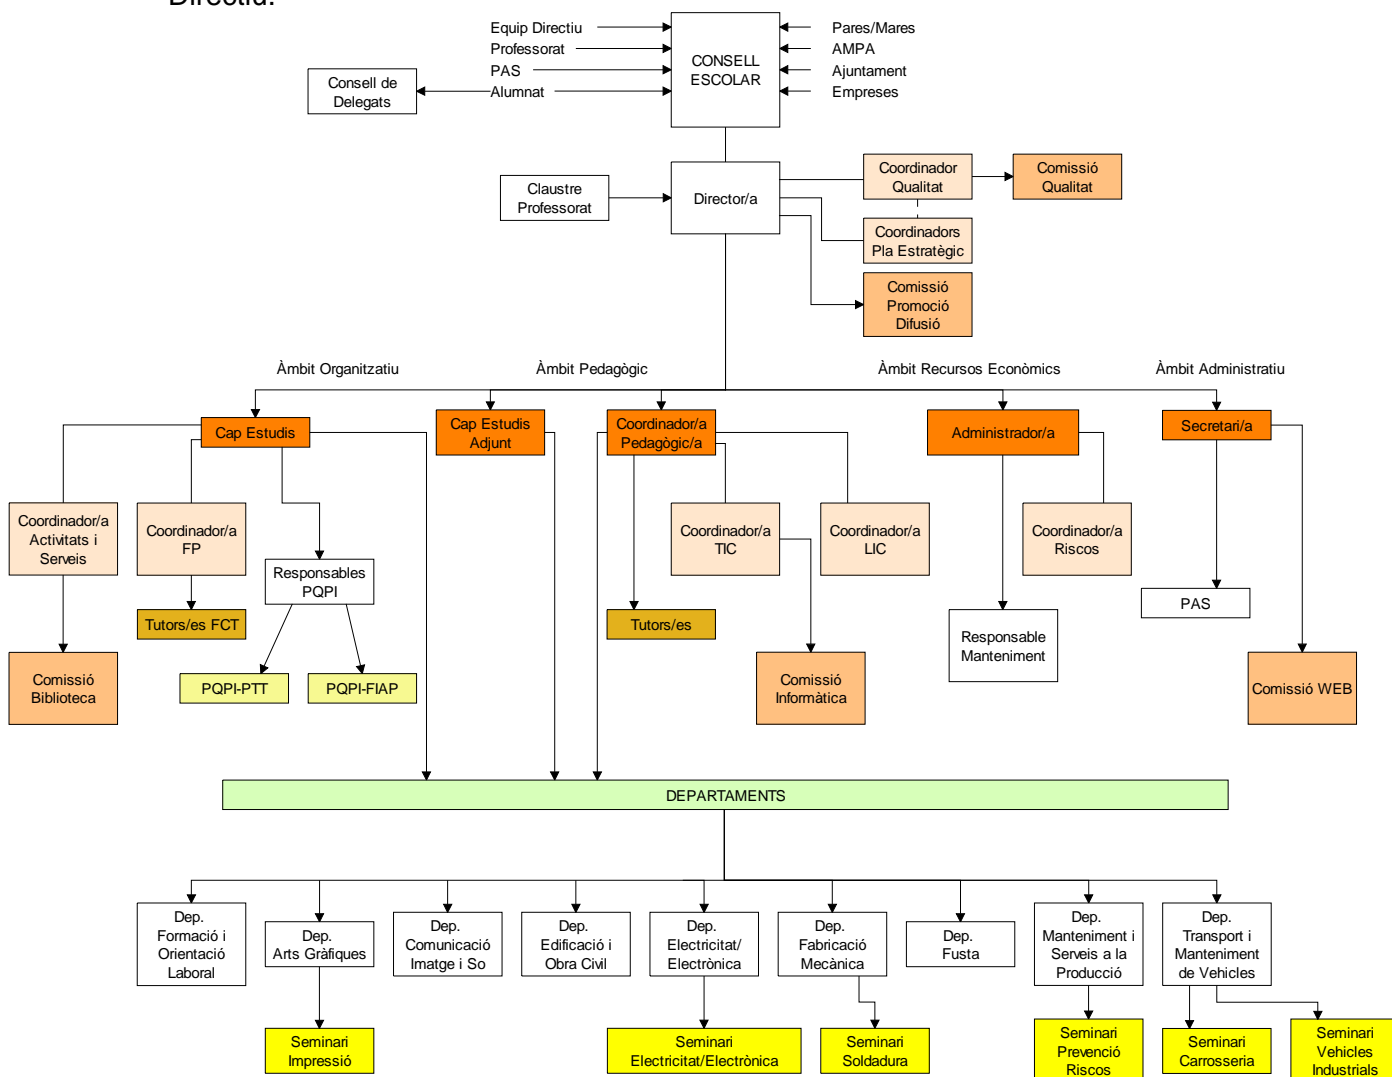 Directiu.
Equip Directiu
Professorat
PAS
Alumnat
Consell de
Delegats
CONSELL
ESCOLAR
Pares/Mares
AMPA
Ajuntament
Empreses
Claustre
Professorat
Director/a
Coordinador
Qualitat
Comissió
Qualitat
Coordinadors
Pla Estratègic
Comissió
Promoció
Difusió
Àmbit Organitzatiu
Àmbit Pedagògic
Àmbit Recursos Econòmics
Àmbit Administratiu
Cap Estudis
Cap Estudis
Adjunt
Coordinador/a
Pedagògic/a
Administrador/a
Secretari/a
Coordinador/a
Activitats i
Serveis
Coordinador/a
FP
Responsables
PQPI
Coordinador/a
TIC
Coordinador/a
LIC
Coordinador/a
Riscos
PAS
Tutors/es FCT
Tutors/es
Responsable
Manteniment
Comissió
Biblioteca
PQPI-PTT
PQPI-FIAP
Comissió
Informàtica
Comissió WEB
DEPARTAMENTS
Dep.
Formació i
Orientació
Laboral
Dep.
Arts Gràfiques
Dep.
Comunicació
Imatge i So
Dep.
Edificació i
Obra Civil
Dep.
Electricitat/
Electrònica
Dep.
Fabricació
Mecànica
Dep.
Fusta
Dep.
Manteniment i
Serveis a la
Producció
Dep.
Transport i
Manteniment
de Vehicles
Seminari
Impressió
Seminari
Electricitat/Electrònica
Seminari
Soldadura
Seminari
Prevenció
Riscos
Seminari
Carrosseria
Seminari
Vehicles
Industrials